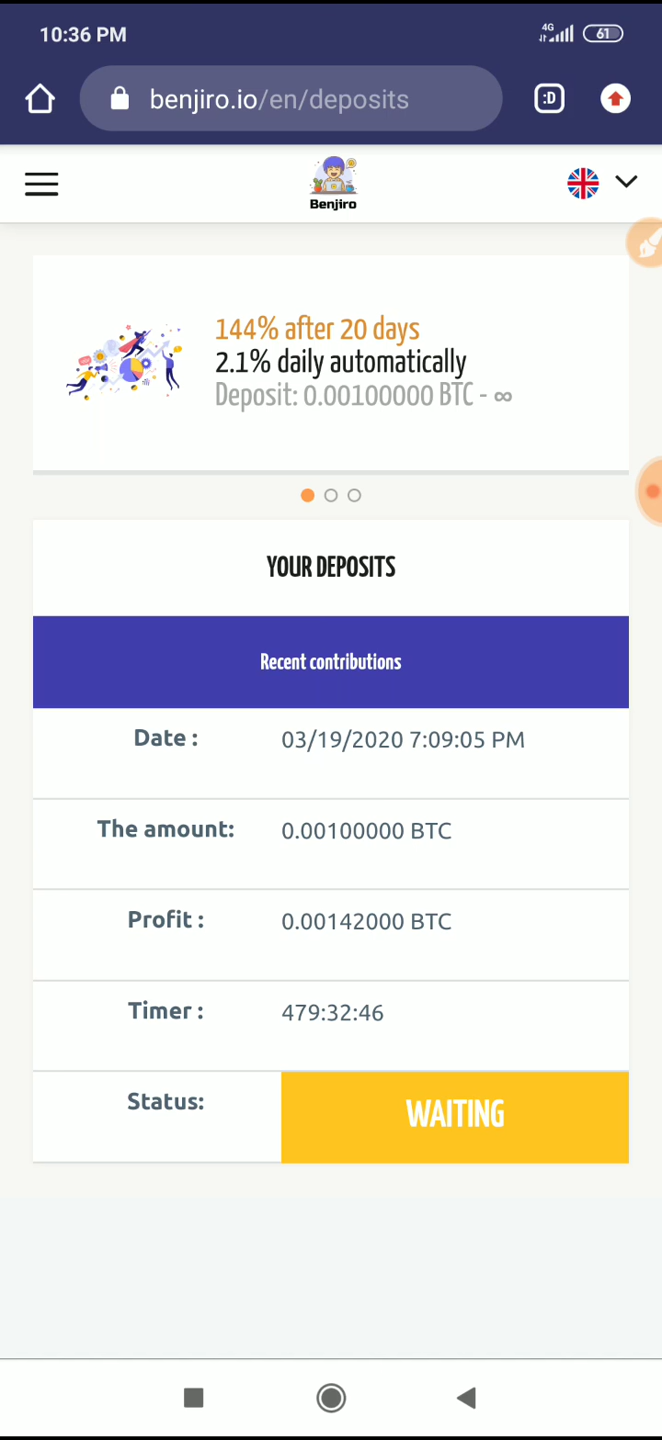 10:36 PM 4G 61
benjiro.io/en/deposits :D
Benjiro
144% after 20 days
2.1% daily automatically
Deposit: 0.00100000 BTC - ∞
YOUR DEPOSITS
Recent contributions
Date : 03/19/2020 7:09:05 PM
The amount: 0.00100000 BTC
Profit : 0.00142000 BTC
Timer : 479:32:46
Status: WAITING